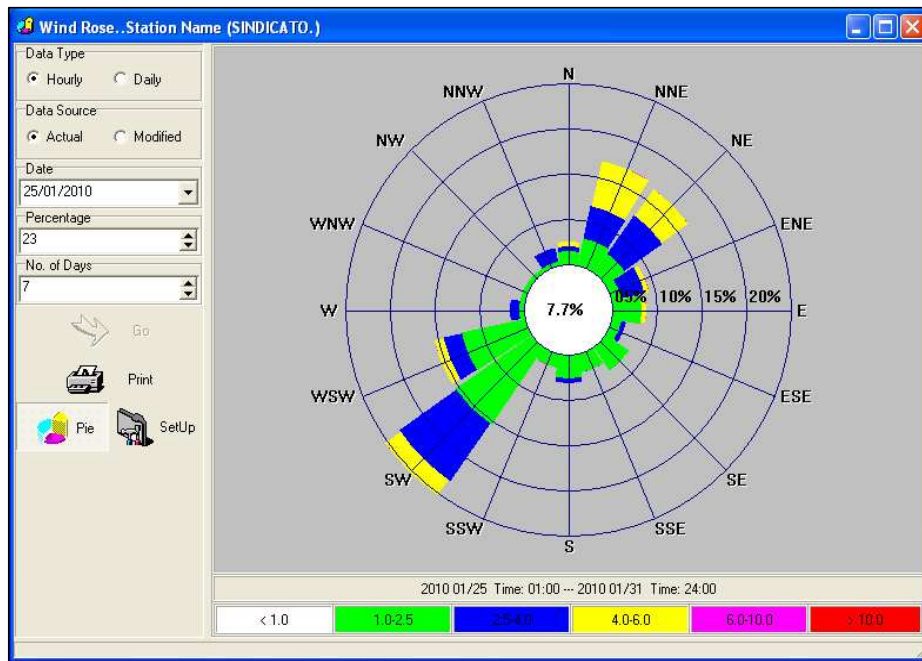 Wind Rose..Station Name (SINDICATO.)
Data Type
Hourly Daily
Data Source
Actual Modified
Date
25/01/2010
Percentage
23
No. of Days
7
Go
Print
Pie SetUp
N
NNW NNE
NW NE
WNW ENE
7.7% 05% 10% 15% 20%
W E
WSW ESE
SW SE
SSW SSE
S
2010 01/25 Time: 01:00 --- 2010 01/31 Time: 24:00
< 1.0 1.0-2.5 2.5-4.0 4.0-6.0 6.0-10.0 > 10.0